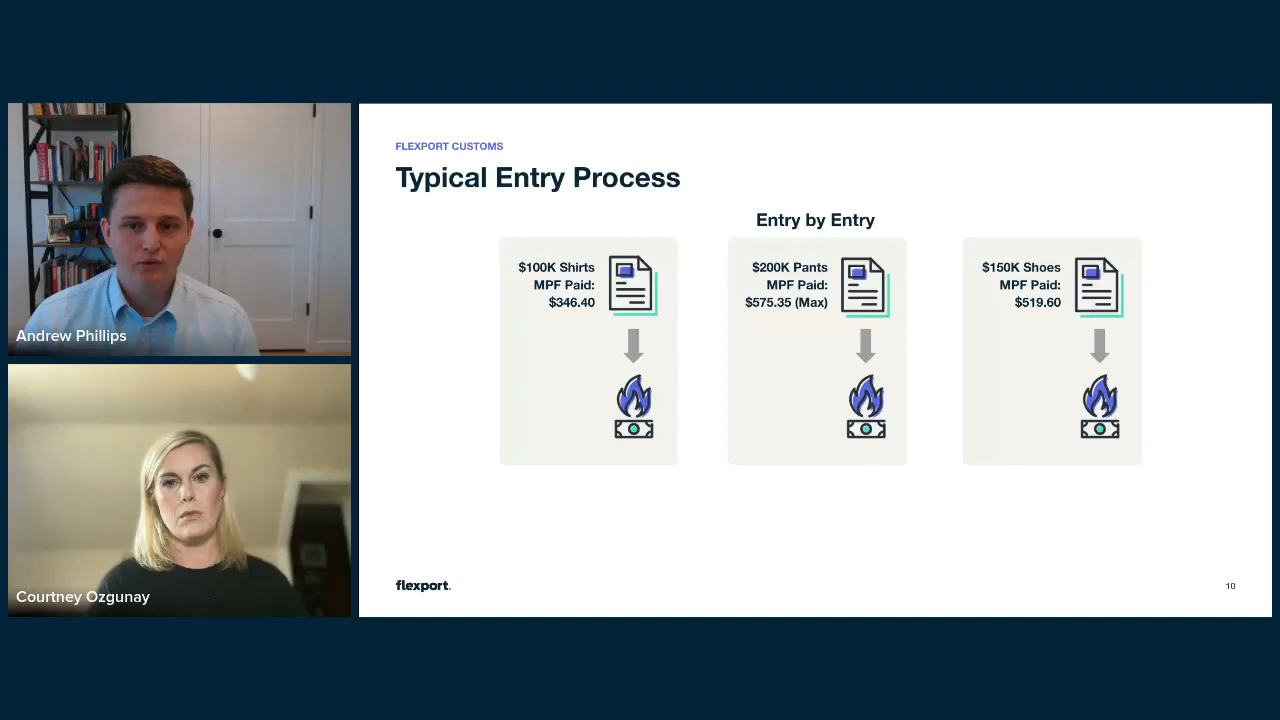 Andrew Phillips
Courtney Ozgunay
FLEXPORT CUSTOMS
Typical Entry Process
Entry by Entry
$100K Shirts
MPF Paid:
$346.40
$200K Pants
MPF Paid:
$575.35 (Max)
$150K Shoes
MPF Paid:
$519.60
flexport.
10